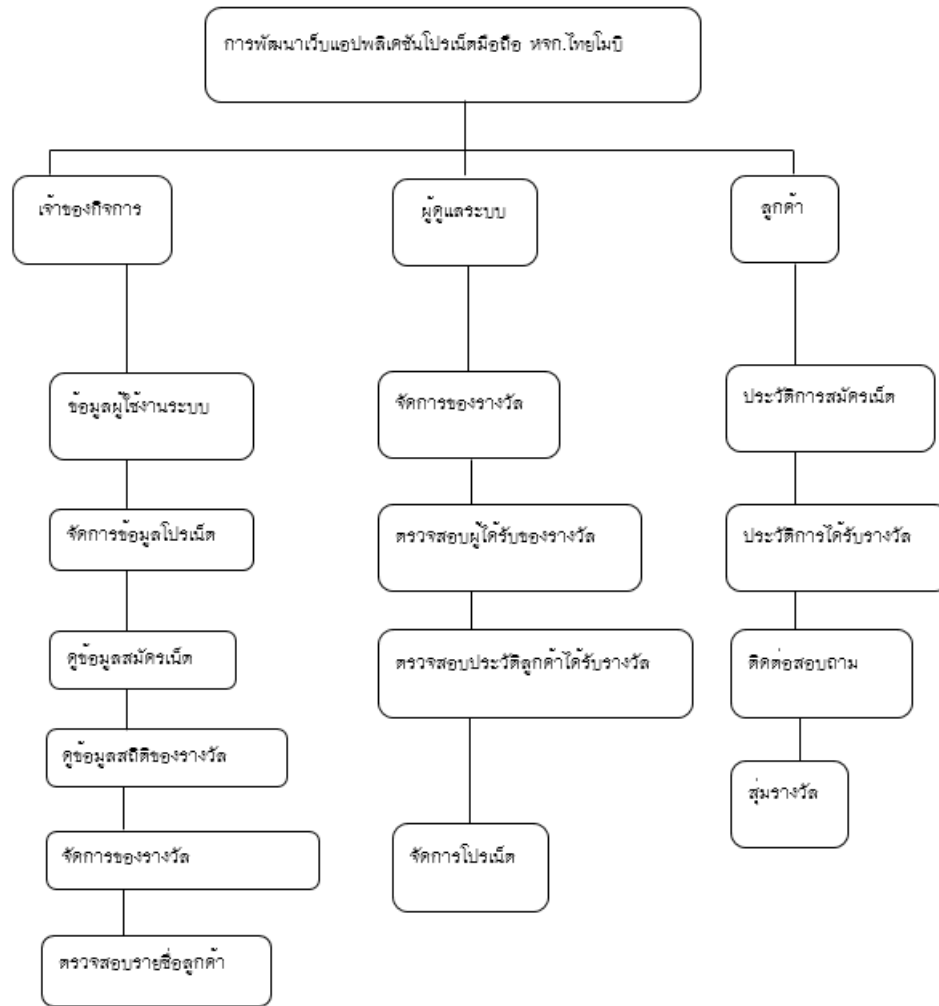 การพัฒนาเว็บแอปพลิเคชันโปรเน็ตมือถือ หจก.ไทยโมบิ
เจ้าของกิจการ
ผู้ดูแลระบบ
ลูกค้า
ข้อมูลผู้ใช้งานระบบ
จัดการข้อมูลโปรเน็ต
ดูข้อมูลสมัครเน็ต
ดูข้อมูลสถิติของรางวัล
จัดการของรางวัล
ตรวจสอบรายชื่อลูกค้า
จัดการของรางวัล
ตรวจสอบผู้ได้รับของรางวัล
ตรวจสอบประวัติลูกค้าได้รับรางวัล
จัดการโปรเน็ต
ประวัติการสมัครเน็ต
ประวัติการได้รับรางวัล
ติดต่อสอบถาม
สุ่มรางวัล